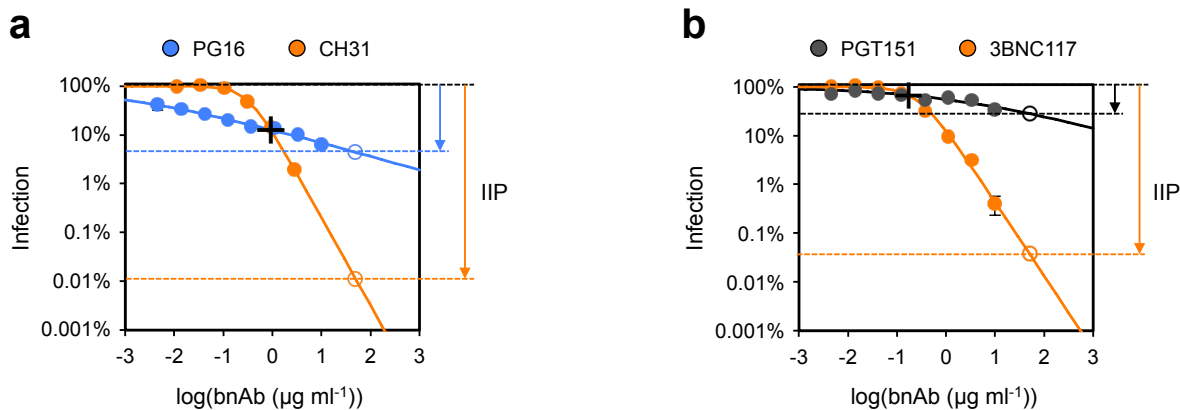 a
PG16 CH31
100%
10%
1%
0.1%
0.01%
0.001%
Infection
IIP
-3 -2 -1 0 1 2 3
log(bnAb (µg ml-1))
b
PGT151 3BNC117
100%
10%
1%
0.1%
0.01%
0.001%
Infection
IIP
-3 -2 -1 0 1 2 3
log(bnAb (µg ml-1))